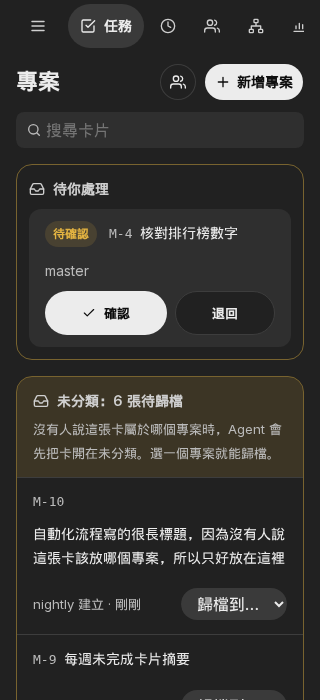 任務
專案
新增專案
搜尋卡片
待你處理
待確認 M-4 核對排行榜數字
master
確認 退回
未分類：6 張待歸檔
沒有人說這張卡屬於哪個專案時，Agent 會
先把卡開在未分類。選一個專案就能歸檔。
M-10
自動化流程寫的很長標題，因為沒有人說
這張卡該放哪個專案，所以只好放在這裡
nightly 建立 · 剛剛 歸檔到...
M-9 每週未完成卡片摘要